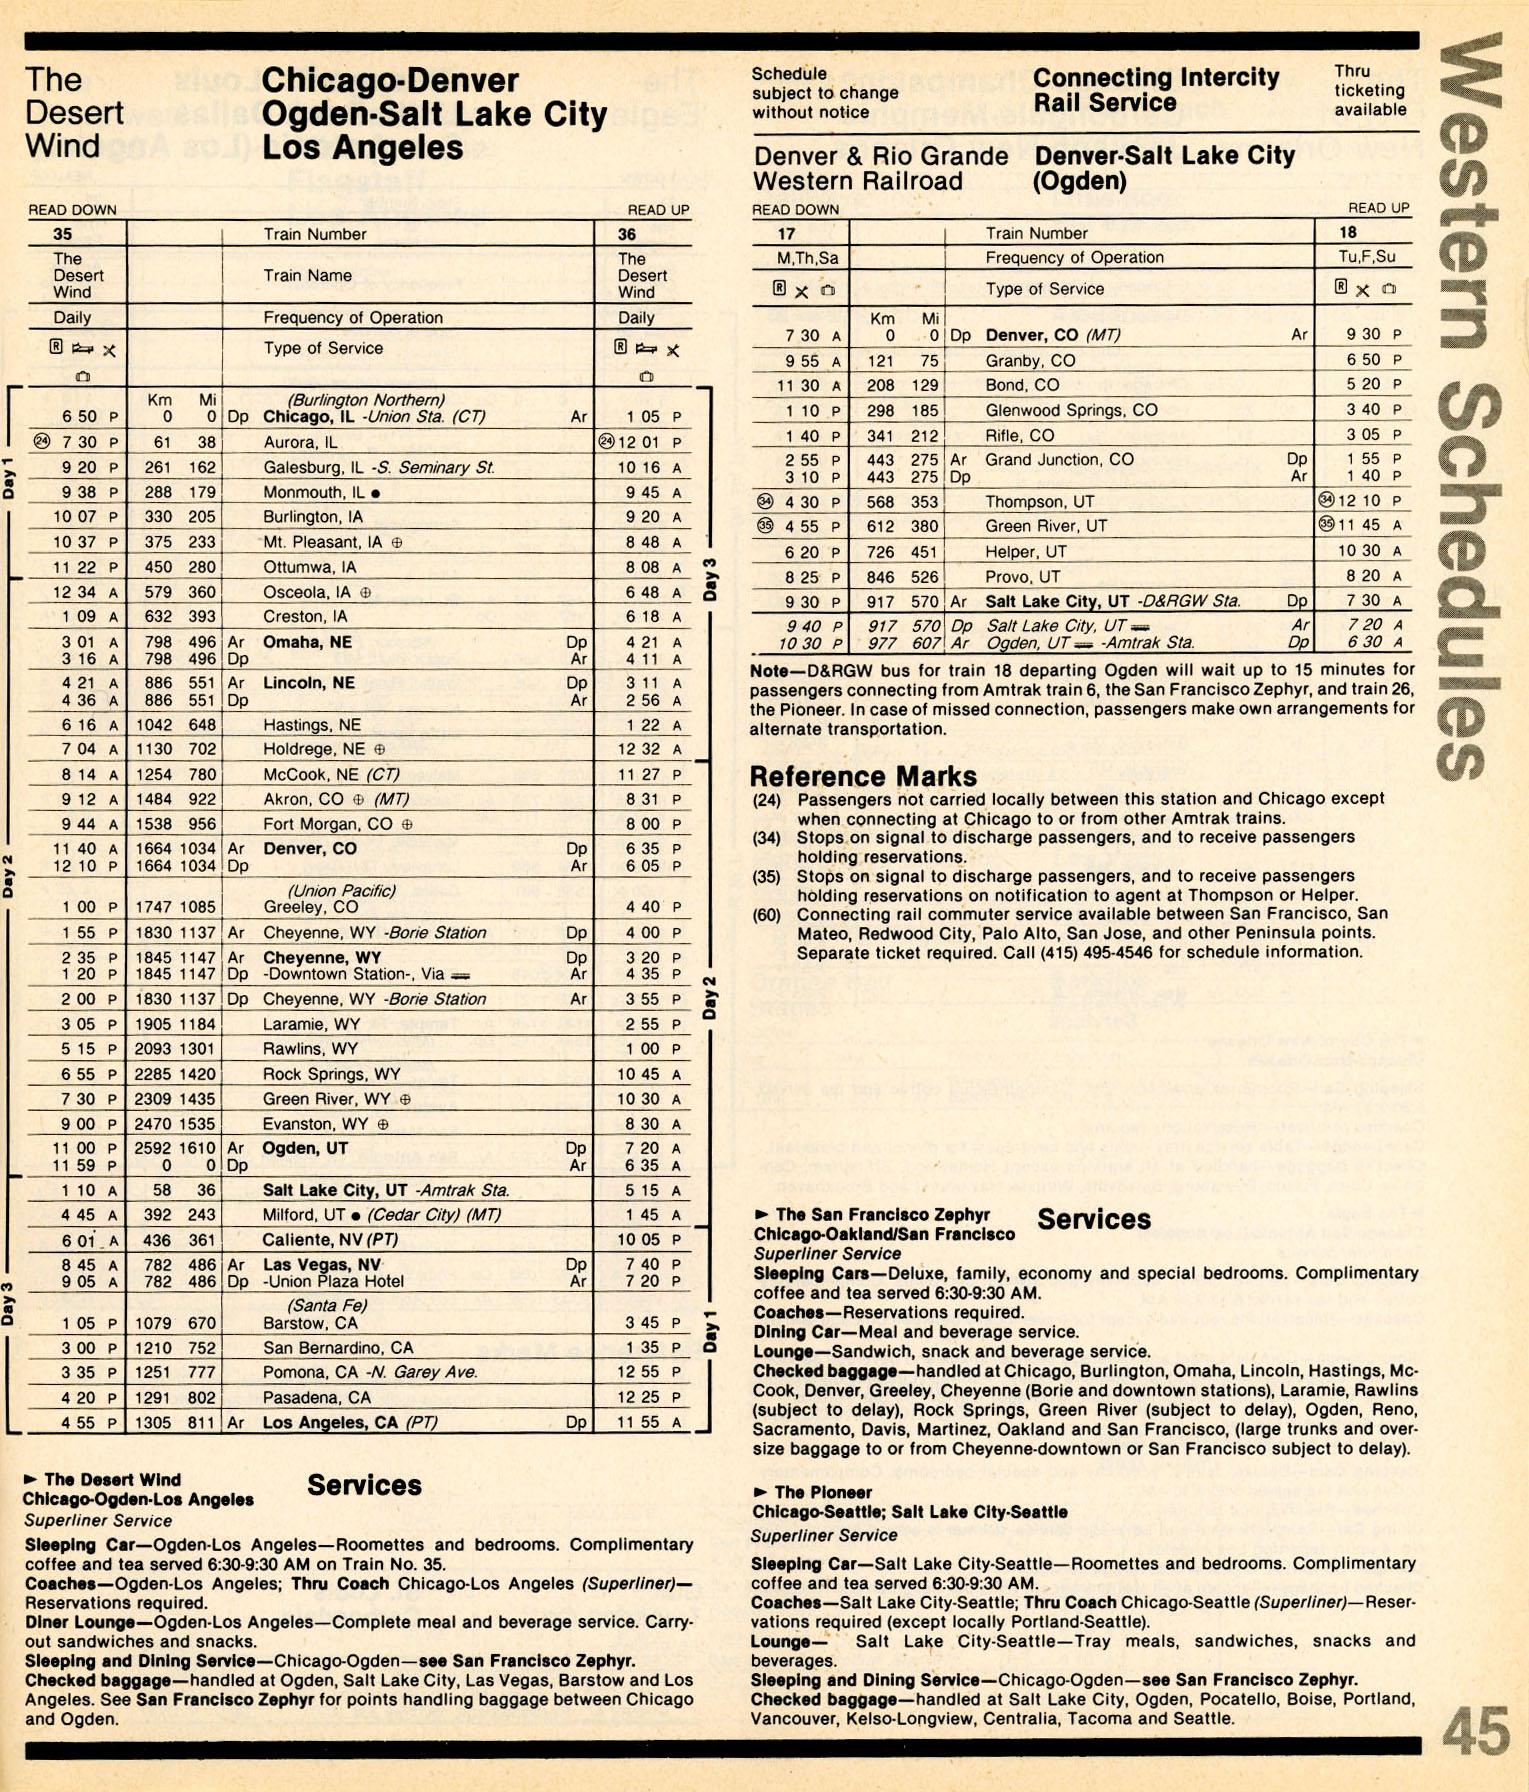 The
Desert
Wind
Chicago-Denver
Ogden-Salt Lake City
Los Angeles
READ DOWN READ UP
35 Train Number 36
The Desert Wind Train Name The Desert Wind
Daily Frequency of Operation Daily
R Type of Service R
Km Mi (Burlington Northern)
6 50 P 0 0 Dp Chicago, IL -Union Sta. (CT) Ar 1 05 P
(24) 7 30 P 61 38 Aurora, IL (24) 12 01 P
9 20 P 261 162 Galesburg, IL -S. Seminary St. 10 16 A
9 38 P 288 179 Monmouth, IL ● 9 45 A
10 07 P 330 205 Burlington, IA 9 20 A
10 37 P 375 233 Mt. Pleasant, IA ⊕ 8 48 A
11 22 P 450 280 Ottumwa, IA 8 08 A
12 34 A 579 360 Osceola, IA ⊕ 6 48 A
1 09 A 632 393 Creston, IA 6 18 A
3 01 A 798 496 Ar Omaha, NE Dp 4 21 A
3 16 A 798 496 Dp Ar 4 11 A
4 21 A 886 551 Ar Lincoln, NE Dp 3 11 A
4 36 A 886 551 Dp Ar 2 56 A
6 16 A 1042 648 Hastings, NE 1 22 A
7 04 A 1130 702 Holdrege, NE ⊕ 12 32 A
8 14 A 1254 780 McCook, NE (CT) 11 27 P
9 12 A 1484 922 Akron, CO ⊕ (MT) 8 31 P
9 44 A 1538 956 Fort Morgan, CO ⊕ 8 00 P
11 40 A 1664 1034 Ar Denver, CO Dp 6 35 P
12 10 P 1664 1034 Dp Ar 6 05 P
(Union Pacific)
1 00 P 1747 1085 Greeley, CO 4 40 P
1 55 P 1830 1137 Ar Cheyenne, WY -Borie Station Dp 4 00 P
2 35 P 1845 1147 Ar Cheyenne, WY Dp 3 20 P
1 20 P 1845 1147 Dp -Downtown Station-, Via Ar 4 35 P
2 00 P 1830 1137 Dp Cheyenne, WY -Borie Station Ar 3 55 P
3 05 P 1905 1184 Laramie, WY 2 55 P
5 15 P 2093 1301 Rawlins, WY 1 00 P
6 55 P 2285 1420 Rock Springs, WY 10 45 A
7 30 P 2309 1435 Green River, WY ⊕ 10 30 A
9 00 P 2470 1535 Evanston, WY ⊕ 8 30 A
11 00 P 2592 1610 Ar Ogden, UT Dp 7 20 A
11 59 P 0 0 Dp Ar 6 35 A
1 10 A 58 36 Salt Lake City, UT -Amtrak Sta. 5 15 A
4 45 A 392 243 Milford, UT ● (Cedar City) (MT) 1 45 A
6 01 A 436 361 Caliente, NV (PT) 10 05 P
8 45 A 782 486 Ar Las Vegas, NV Dp 7 40 P
9 05 A 782 486 Dp -Union Plaza Hotel Ar 7 20 P
(Santa Fe)
1 05 P 1079 670 Barstow, CA 3 45 P
3 00 P 1210 752 San Bernardino, CA 1 35 P
3 35 P 1251 777 Pomona, CA -N. Garey Ave. 12 55 P
4 20 P 1291 802 Pasadena, CA 12 25 P
4 55 P 1305 811 Ar Los Angeles, CA (PT) Dp 11 55 A
Day 1
Day 2
Day 3
Day 3
Day 2
Day 1
► The Desert Wind Services
Chicago-Ogden-Los Angeles
Superliner Service
Sleeping Car—Ogden-Los Angeles—Roomettes and bedrooms. Complimentary
coffee and tea served 6:30-9:30 AM on Train No. 35.
Coaches—Ogden-Los Angeles; Thru Coach Chicago-Los Angeles (Superliner)—
Reservations required.
Diner Lounge—Ogden-Los Angeles—Complete meal and beverage service. Carry-
out sandwiches and snacks.
Sleeping and Dining Service—Chicago-Ogden—see San Francisco Zephyr.
Checked baggage—handled at Ogden, Salt Lake City, Las Vegas, Barstow and Los
Angeles. See San Francisco Zephyr for points handling baggage between Chicago
and Ogden.
Schedule
subject to change
without notice
Connecting Intercity
Rail Service
Thru
ticketing
available
Denver & Rio Grande
Western Railroad
Denver-Salt Lake City
(Ogden)
READ DOWN READ UP
17 Train Number 18
M,Th,Sa Frequency of Operation Tu,F,Su
R Type of Service R
Km Mi
7 30 A 0 0 Dp Denver, CO (MT) Ar 9 30 P
9 55 A 121 75 Granby, CO 6 50 P
11 30 A 208 129 Bond, CO 5 20 P
1 10 P 298 185 Glenwood Springs, CO 3 40 P
1 40 P 341 212 Rifle, CO 3 05 P
2 55 P 443 275 Ar Grand Junction, CO Dp 1 55 P
3 10 P 443 275 Dp Ar 1 40 P
(34) 4 30 P 568 353 Thompson, UT (34) 12 10 P
(35) 4 55 P 612 380 Green River, UT (35) 11 45 A
6 20 P 726 451 Helper, UT 10 30 A
8 25 P 846 526 Provo, UT 8 20 A
9 30 P 917 570 Ar Salt Lake City, UT -D&RGW Sta. Dp 7 30 A
9 40 P 917 570 Dp Salt Lake City, UT Ar 7 20 A
10 30 P 977 607 Ar Ogden, UT -Amtrak Sta. Dp 6 30 A
Note—D&RGW bus for train 18 departing Ogden will wait up to 15 minutes for
passengers connecting from Amtrak train 6, the San Francisco Zephyr, and train 26,
the Pioneer. In case of missed connection, passengers make own arrangements for
alternate transportation.
Reference Marks
(24) Passengers not carried locally between this station and Chicago except
when connecting at Chicago to or from other Amtrak trains.
(34) Stops on signal to discharge passengers, and to receive passengers
holding reservations.
(35) Stops on signal to discharge passengers, and to receive passengers
holding reservations on notification to agent at Thompson or Helper.
(60) Connecting rail commuter service available between San Francisco, San
Mateo, Redwood City, Palo Alto, San Jose, and other Peninsula points.
Separate ticket required. Call (415) 495-4546 for schedule information.
► The San Francisco Zephyr Services
Chicago-Oakland/San Francisco
Superliner Service
Sleeping Cars—Deluxe, family, economy and special bedrooms. Complimentary
coffee and tea served 6:30-9:30 AM.
Coaches—Reservations required.
Dining Car—Meal and beverage service.
Lounge—Sandwich, snack and beverage service.
Checked baggage—handled at Chicago, Burlington, Omaha, Lincoln, Hastings, Mc-
Cook, Denver, Greeley, Cheyenne (Borie and downtown stations), Laramie, Rawlins
(subject to delay), Rock Springs, Green River (subject to delay), Ogden, Reno,
Sacramento, Davis, Martinez, Oakland and San Francisco, (large trunks and over-
size baggage to or from Cheyenne-downtown or San Francisco subject to delay).
► The Pioneer
Chicago-Seattle; Salt Lake City-Seattle
Superliner Service
Sleeping Car—Salt Lake City-Seattle—Roomettes and bedrooms. Complimentary
coffee and tea served 6:30-9:30 AM.
Coaches—Salt Lake City-Seattle; Thru Coach Chicago-Seattle (Superliner)—Reser-
vations required (except locally Portland-Seattle).
Lounge— Salt Lake City-Seattle—Tray meals, sandwiches, snacks and
beverages.
Sleeping and Dining Service—Chicago-Ogden—see San Francisco Zephyr.
Checked baggage—handled at Salt Lake City, Ogden, Pocatello, Boise, Portland,
Vancouver, Kelso-Longview, Centralia, Tacoma and Seattle.
Western Schedules
45